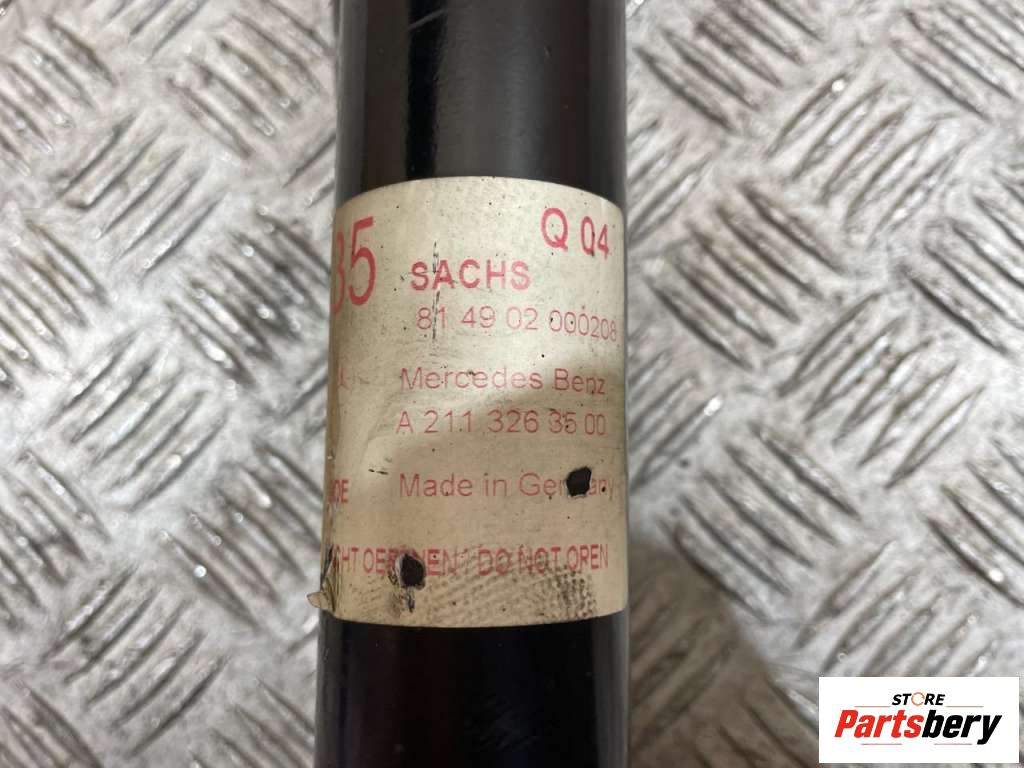 35 Q Q4
SACHS
81 49 02 000208
Mercedes Benz
A 211 326 35 00
Made in Germany
DO NOT OPEN
STORE
Partsbery